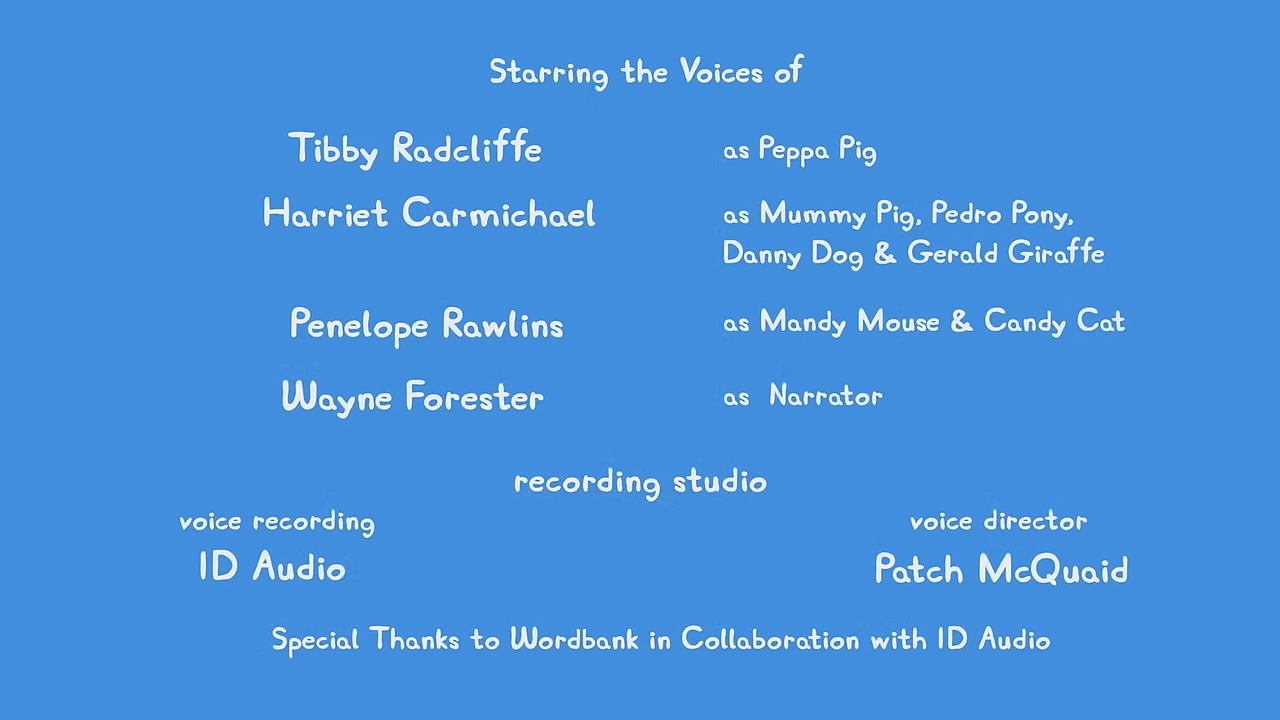 Starring the Voices of
Tibby Radcliffe as Peppa Pig
Harriet Carmichael as Mummy Pig, Pedro Pony,
Danny Dog & Gerald Giraffe
Penelope Rawlins as Mandy Mouse & Candy Cat
Wayne Forester as Narrator
recording studio
voice recording voice director
ID Audio Patch McQuaid
Special Thanks to Wordbank in Collaboration with ID Audio